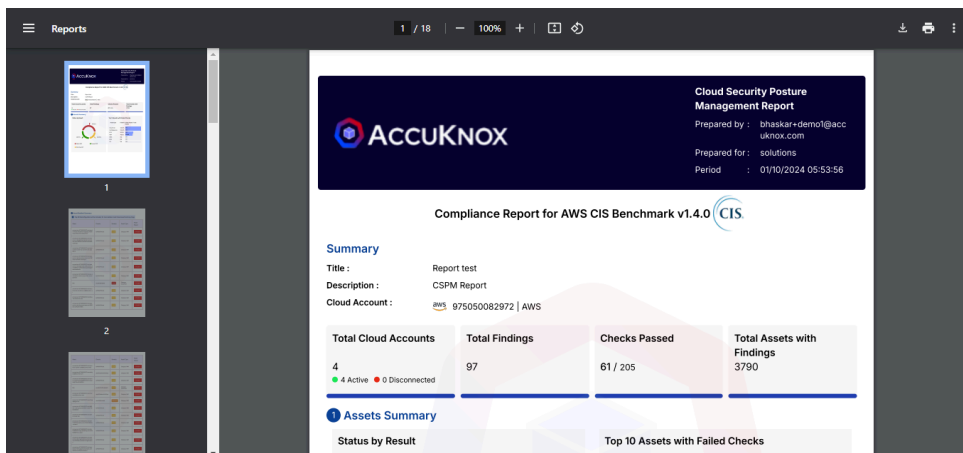 Reports
1 / 18
100%
1
2
ACCUKNOX
Cloud Security Posture
Management Report
Prepared by : bhaskar+demo1@acc
uknox.com
Prepared for : solutions
Period : 01/10/2024 05:53:56
Compliance Report for AWS CIS Benchmark v1.4.0 CIS.
Summary
Title : Report test
Description : CSPM Report
Cloud Account : aws 975050082972 | AWS
Total Cloud Accounts
4
4 Active 0 Disconnected
Total Findings
97
Checks Passed
61 / 205
Total Assets with
Findings
3790
1 Assets Summary
Status by Result
Top 10 Assets with Failed Checks